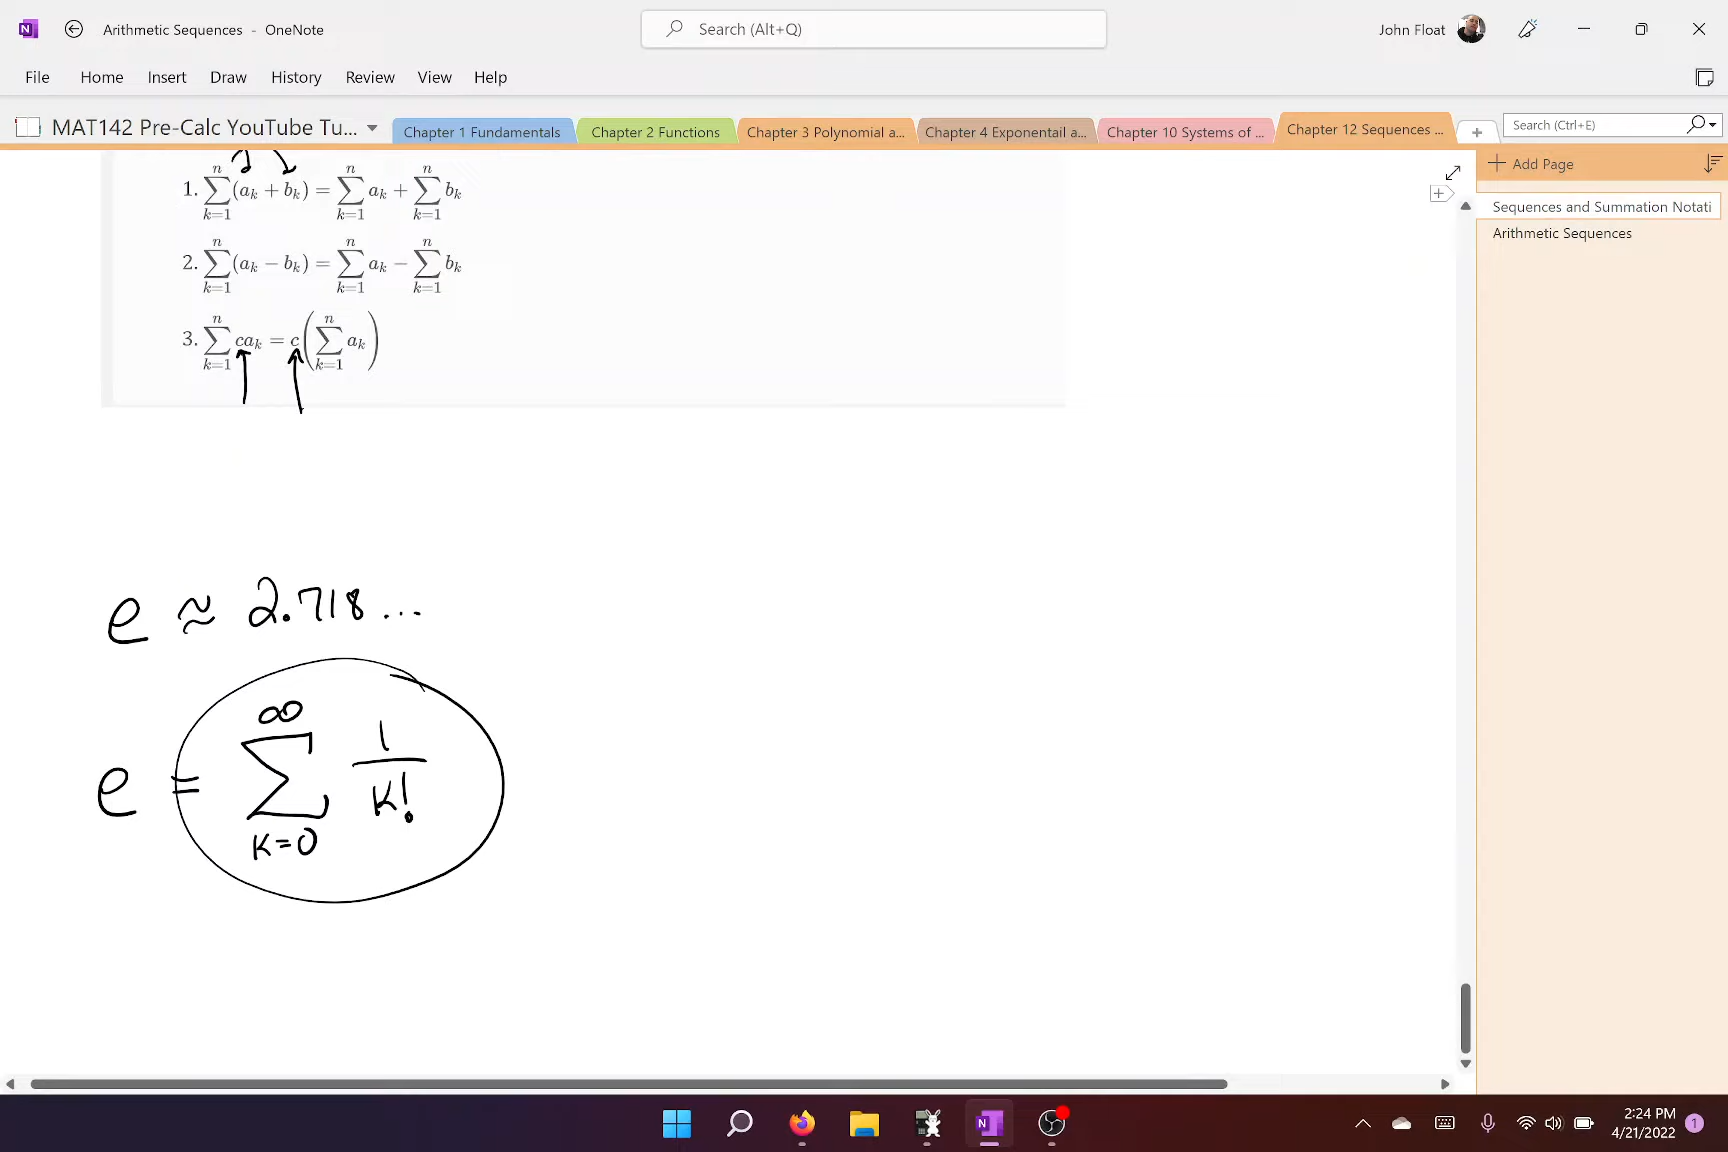 Arithmetic Sequences - OneNote
Search (Alt+Q)
John Float
File Home Insert Draw History Review View Help
MAT142 Pre-Calc YouTube Tu...
Chapter 1 Fundamentals
Chapter 2 Functions
Chapter 3 Polynomial a...
Chapter 4 Exponentail a...
Chapter 10 Systems of ...
Chapter 12 Sequences ...
Search (Ctrl+E)
Add Page
Sequences and Summation Notati
Arithmetic Sequences
1. ∑_{k=1}^{n} (a_k + b_k) = ∑_{k=1}^{n} a_k + ∑_{k=1}^{n} b_k
2. ∑_{k=1}^{n} (a_k − b_k) = ∑_{k=1}^{n} a_k − ∑_{k=1}^{n} b_k
3. ∑_{k=1}^{n} ca_k = c(∑_{k=1}^{n} a_k)
e ≈ 2.718...
e = ∑_{k=0}^{∞} 1/k!
2:24 PM
4/21/2022
1